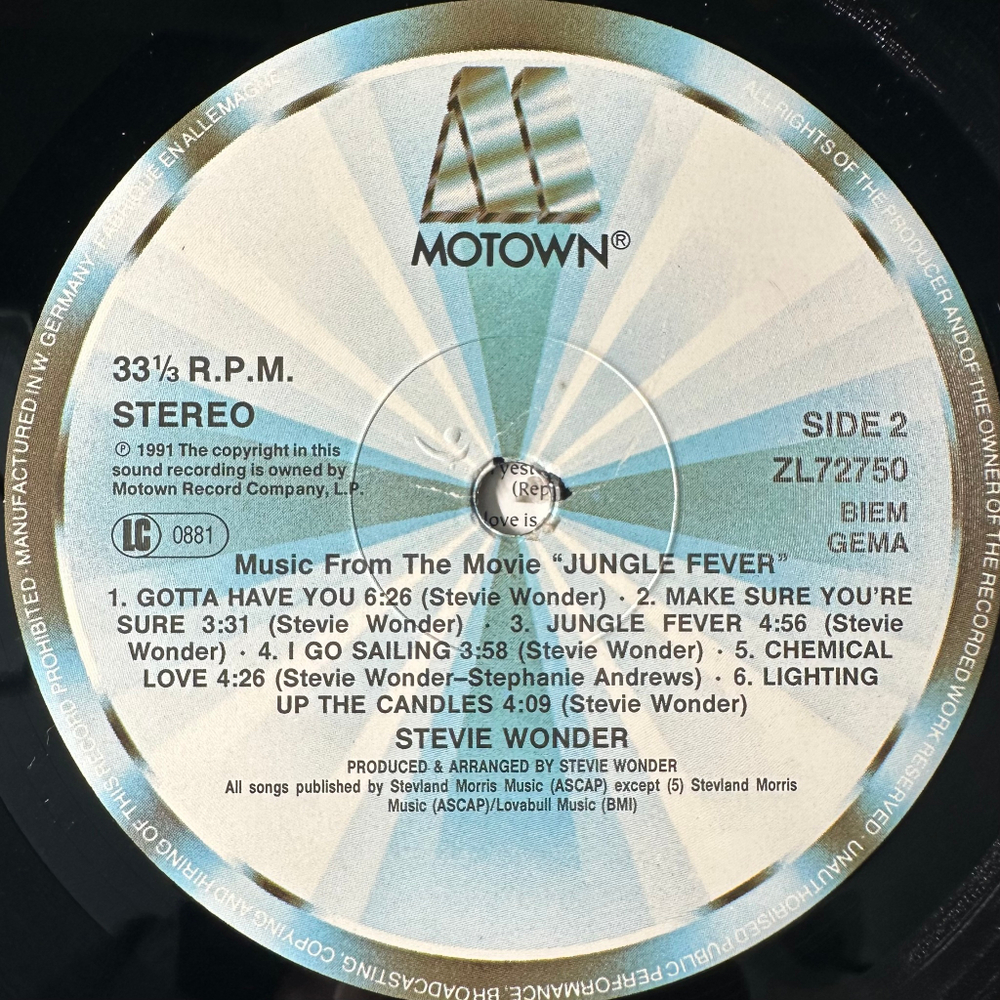 MOTOWN®
33⅓ R.P.M.
STEREO
℗ 1991 The copyright in this
sound recording is owned by
Motown Record Company, L.P.
LC 0881
SIDE 2
ZL72750
BIEM
GEMA
yest
(Rep
love is
Music From The Movie “JUNGLE FEVER”
1. GOTTA HAVE YOU 6:26 (Stevie Wonder) · 2. MAKE SURE YOU’RE
SURE 3:31 (Stevie Wonder) · 3. JUNGLE FEVER 4:56 (Stevie
Wonder) · 4. I GO SAILING 3:58 (Stevie Wonder) · 5. CHEMICAL
LOVE 4:26 (Stevie Wonder–Stephanie Andrews) · 6. LIGHTING
UP THE CANDLES 4:09 (Stevie Wonder)
STEVIE WONDER
PRODUCED & ARRANGED BY STEVIE WONDER
All songs published by Stevland Morris Music (ASCAP) except (5) Stevland Morris
Music (ASCAP)/Lovabull Music (BMI)
ALL RIGHTS OF THE PRODUCER AND OF THE OWNER OF THE RECORDED WORK RESERVED · UNAUTHORISED PUBLIC PERFORMANCE, BROADCASTING, COPYING AND HIRING OF THIS RECORD PROHIBITED · MANUFACTURED IN W GERMANY FABRIQUE EN ALLEMAGNE